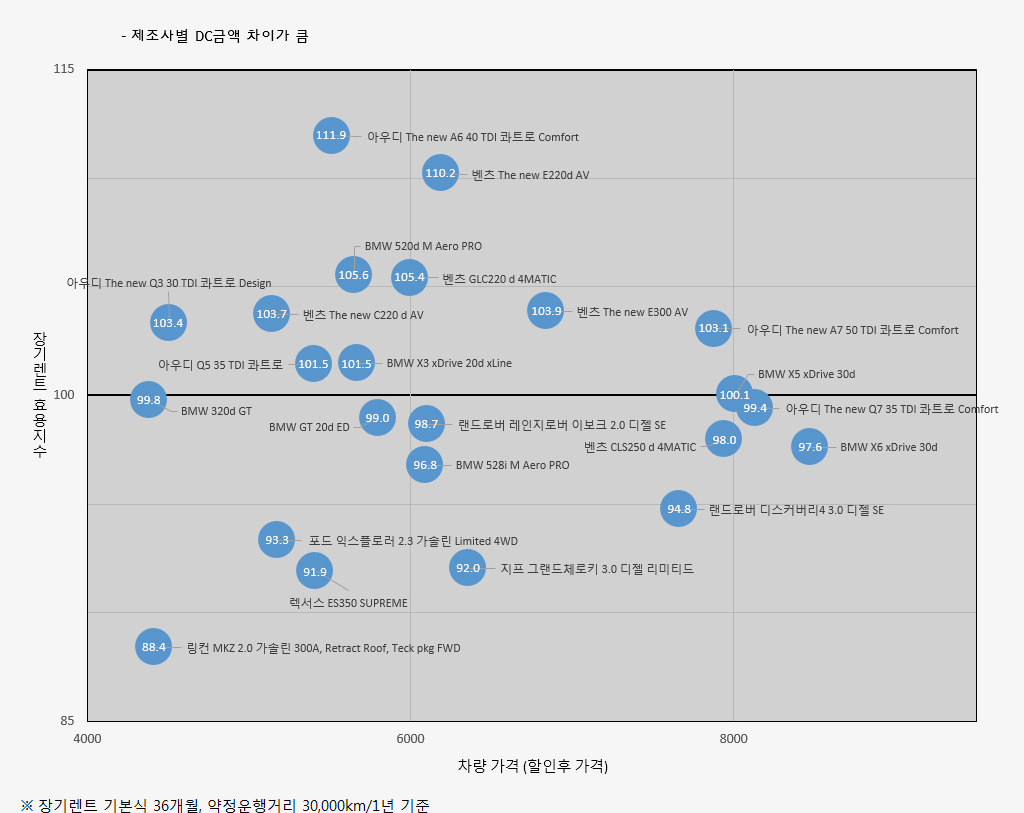 - 제조사별 DC금액 차이가 큼
115
111.9 아우디 The new A6 40 TDI 콰트로 Comfort
110.2 벤츠 The new E220d AV
BMW 520d M Aero PRO
105.6
105.4 벤츠 GLC220 d 4MATIC
아우디 The new Q3 30 TDI 콰트로 Design
103.4
103.7 벤츠 The new C220 d AV
103.9 벤츠 The new E300 AV
103.1 아우디 The new A7 50 TDI 콰트로 Comfort
아우디 Q5 35 TDI 콰트로 101.5
101.5 BMW X3 xDrive 20d xLine
장기렌트 효용지수
BMW X5 xDrive 30d
100
100.1
99.8
BMW 320d GT
99.4 아우디 The new Q7 35 TDI 콰트로 Comfort
99.0
BMW GT 20d ED
98.7 랜드로버 레인지로버 이보크 2.0 디젤 SE
벤츠 CLS250 d 4MATIC 98.0
97.6 BMW X6 xDrive 30d
96.8 BMW 528i M Aero PRO
94.8 랜드로버 디스커버리4 3.0 디젤 SE
93.3 포드 익스플로러 2.3 가솔린 Limited 4WD
91.9
92.0 지프 그랜드체로키 3.0 디젤 리미티드
렉서스 ES350 SUPREME
88.4 링컨 MKZ 2.0 가솔린 300A, Retract Roof, Teck pkg FWD
85
4000 6000 8000
차량 가격 (할인후 가격)
※ 장기렌트 기본식 36개월, 약정운행거리 30,000km/1년 기준